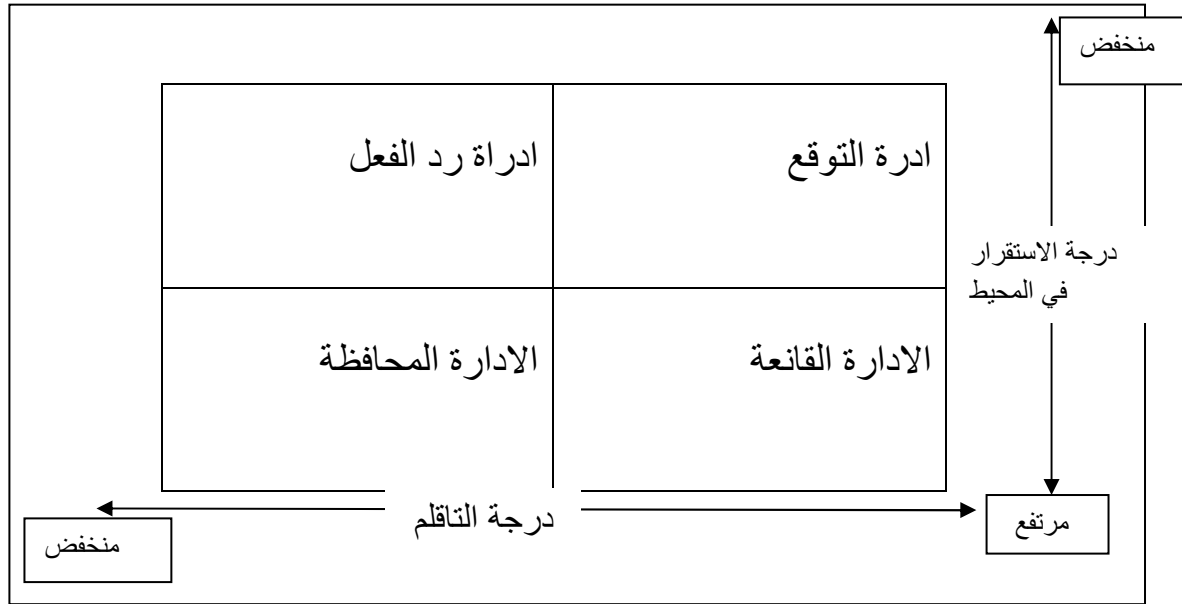 منخفض
ادرة التوقع
ادراة رد الفعل
درجة الاستقرار
في المحيط
الادارة القانعة
الادارة المحافظة
مرتفع
درجة التاقلم
منخفض